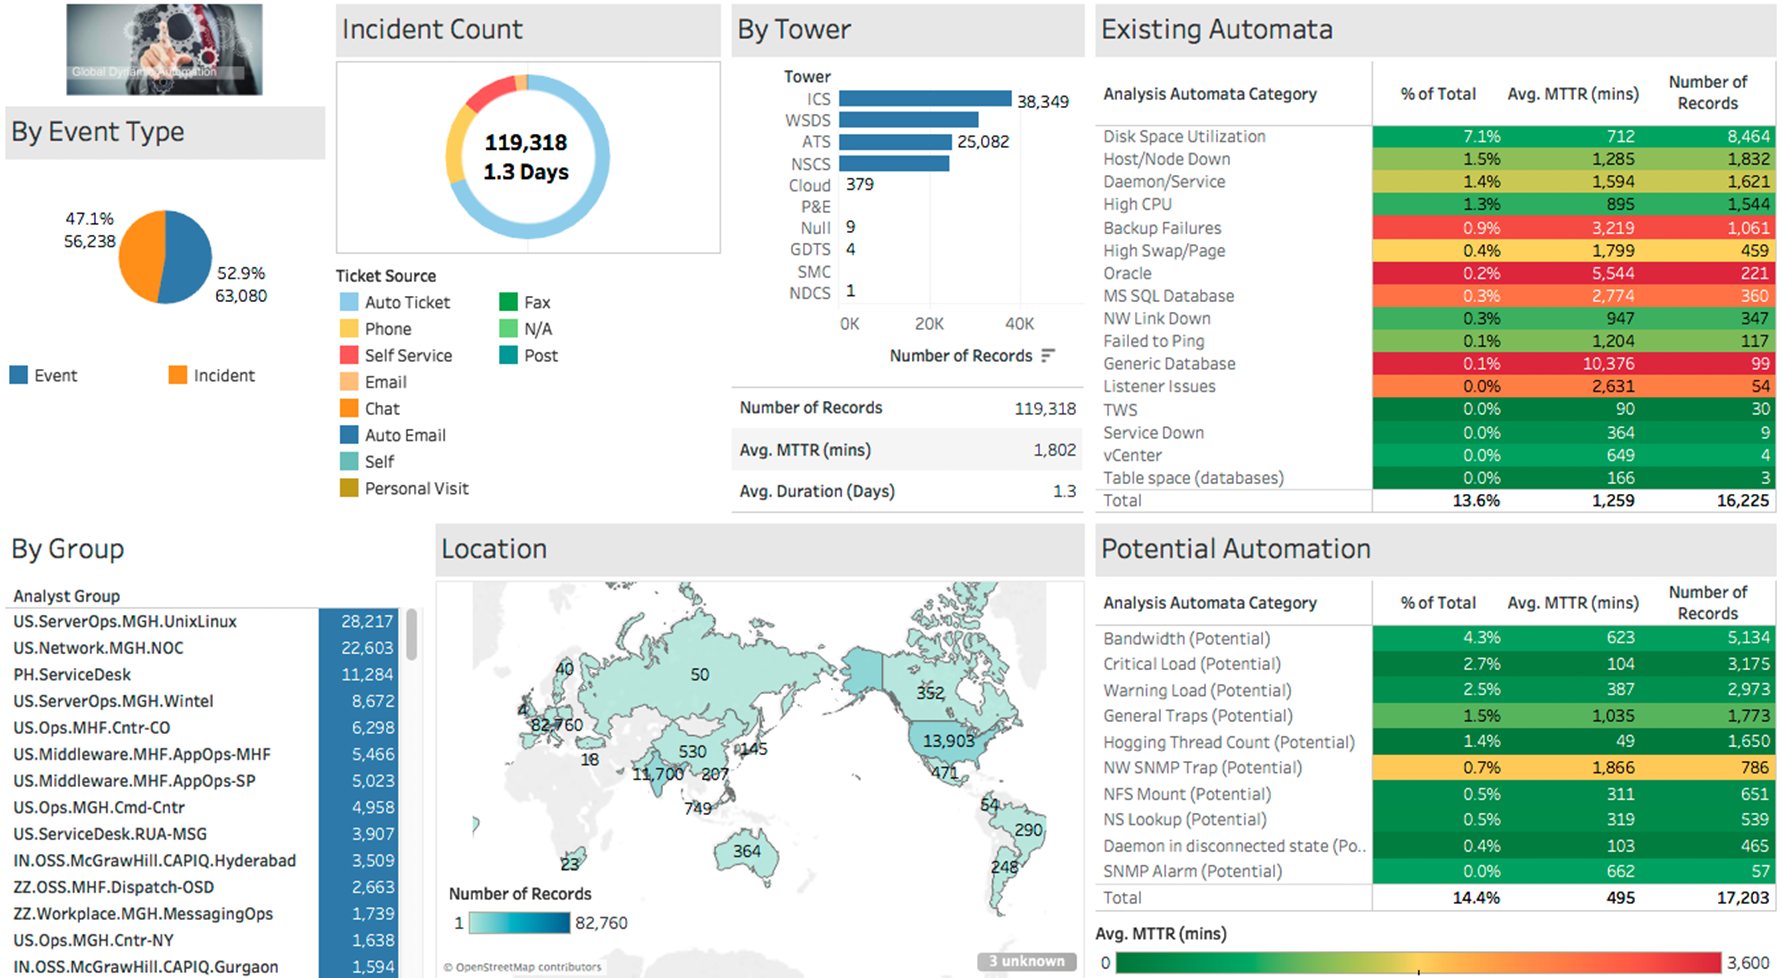 Global Dynamic Automation
By Event Type
47.1%
56,238
52.9%
63,080
Event
Incident
Incident Count
119,318
1.3 Days
Ticket Source
Auto Ticket
Phone
Self Service
Email
Chat
Auto Email
Self
Personal Visit
Fax
N/A
Post
By Tower
Tower
ICS 38,349
WSDS
ATS 25,082
NSCS
Cloud 379
P&E
Null 9
GDTS 4
SMC
NDCS 1
0K 20K 40K
Number of Records
Number of Records 119,318
Avg. MTTR (mins) 1,802
Avg. Duration (Days) 1.3
Existing Automata
Analysis Automata Category % of Total Avg. MTTR (mins) Number of
Records
Disk Space Utilization 7.1% 712 8,464
Host/Node Down 1.5% 1,285 1,832
Daemon/Service 1.4% 1,594 1,621
High CPU 1.3% 895 1,544
Backup Failures 0.9% 3,219 1,061
High Swap/Page 0.4% 1,799 459
Oracle 0.2% 5,544 221
MS SQL Database 0.3% 2,774 360
NW Link Down 0.3% 947 347
Failed to Ping 0.1% 1,204 117
Generic Database 0.1% 10,376 99
Listener Issues 0.0% 2,631 54
TWS 0.0% 90 30
Service Down 0.0% 364 9
vCenter 0.0% 649 4
Table space (databases) 0.0% 166 3
Total 13.6% 1,259 16,225
By Group
Analyst Group
US.ServerOps.MGH.UnixLinux 28,217
US.Network.MGH.NOC 22,603
PH.ServiceDesk 11,284
US.ServerOps.MGH.Wintel 8,672
US.Ops.MHF.Cntr-CO 6,298
US.Middleware.MHF.AppOps-MHF 5,466
US.Middleware.MHF.AppOps-SP 5,023
US.Ops.MGH.Cmd-Cntr 4,958
US.ServiceDesk.RUA-MSG 3,907
IN.OSS.McGrawHill.CAPIQ.Hyderabad 3,509
ZZ.OSS.MHF.Dispatch-OSD 2,663
ZZ.Workplace.MGH.MessagingOps 1,739
US.Ops.MGH.Cntr-NY 1,638
IN.OSS.McGrawHill.CAPIQ.Gurgaon 1,594
Location
40
50
352
4
82,760
13,903
18
530
145
11,700
207
471
749
54
290
364
23
248
Number of Records
1 82,760
© OpenStreetMap contributors
3 unknown
Potential Automation
Analysis Automata Category % of Total Avg. MTTR (mins) Number of
Records
Bandwidth (Potential) 4.3% 623 5,134
Critical Load (Potential) 2.7% 104 3,175
Warning Load (Potential) 2.5% 387 2,973
General Traps (Potential) 1.5% 1,035 1,773
Hogging Thread Count (Potential) 1.4% 49 1,650
NW SNMP Trap (Potential) 0.7% 1,866 786
NFS Mount (Potential) 0.5% 311 651
NS Lookup (Potential) 0.5% 319 539
Daemon in disconnected state (Po.. 0.4% 103 465
SNMP Alarm (Potential) 0.0% 662 57
Total 14.4% 495 17,203
Avg. MTTR (mins)
0 3,600